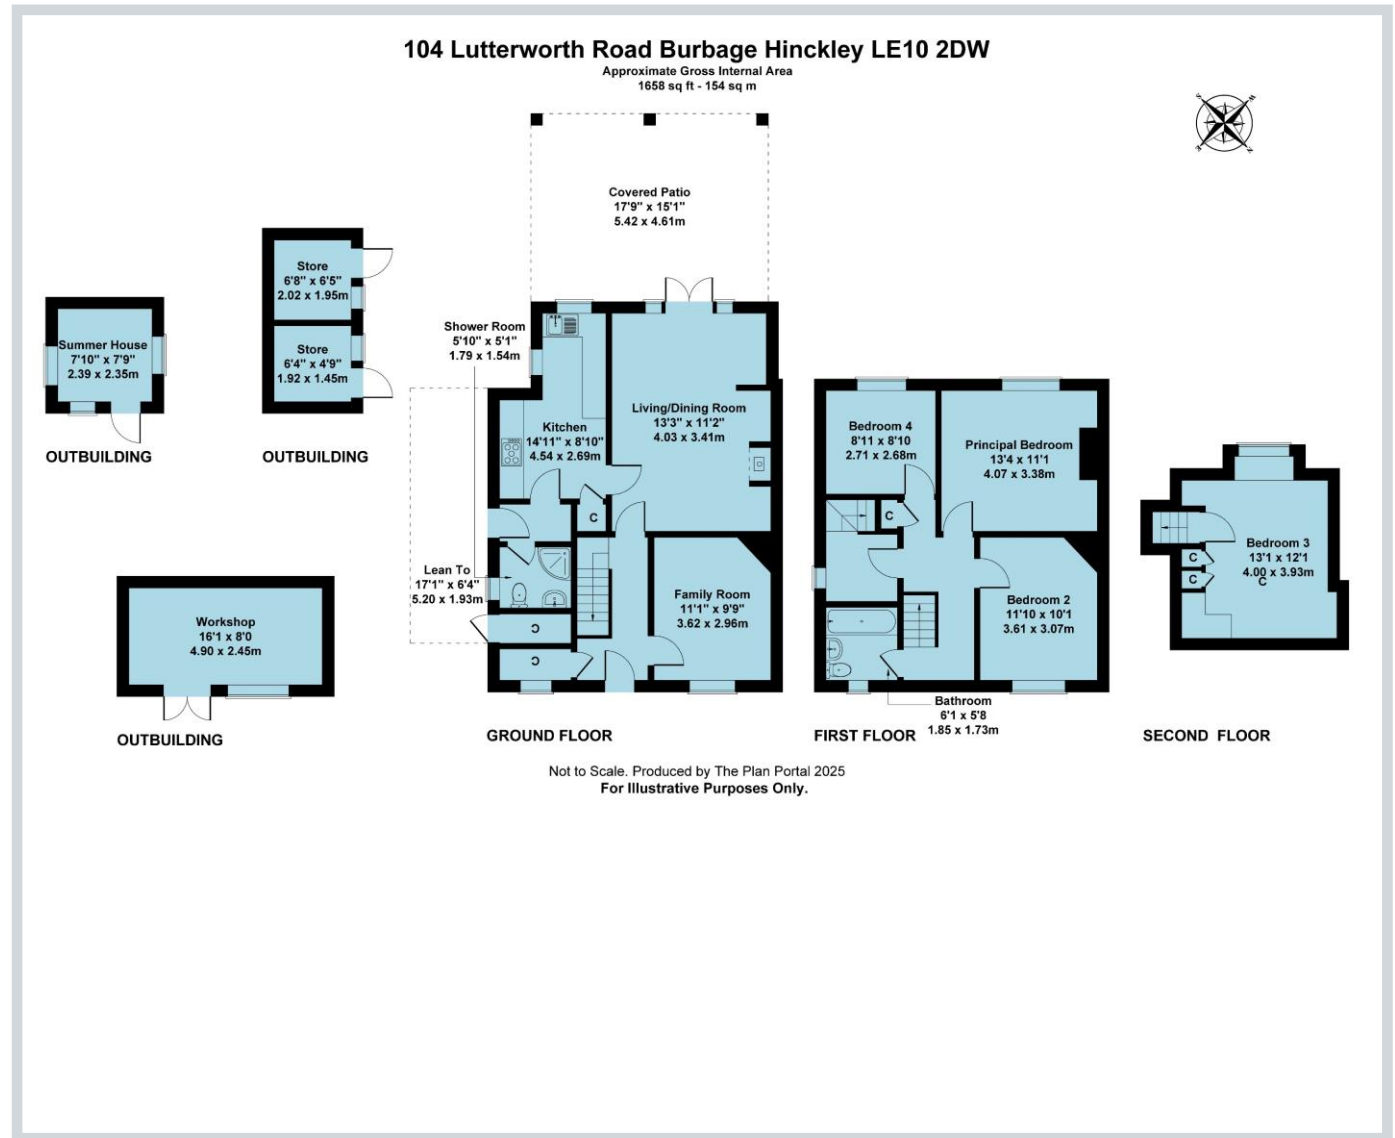 104 Lutterworth Road Burbage Hinckley LE10 2DW
Approximate Gross Internal Area
1658 sq ft - 154 sq m
S
W
E
N
Covered Patio
17'9" x 15'1"
5.42 x 4.61m
Store
6'8" x 6'5"
2.02 x 1.95m
Store
6'4" x 4'9"
1.92 x 1.45m
OUTBUILDING
Summer House
7'10" x 7'9"
2.39 x 2.35m
OUTBUILDING
Workshop
16'1 x 8'0
4.90 x 2.45m
OUTBUILDING
Shower Room
5'10" x 5'1"
1.79 x 1.54m
Kitchen
14'11" x 8'10"
4.54 x 2.69m
Living/Dining Room
13'3" x 11'2"
4.03 x 3.41m
C
Lean To
17'1" x 6'4"
5.20 x 1.93m
C
C
Family Room
11'1" x 9'9"
3.62 x 2.96m
GROUND FLOOR
Bedroom 4
8'11 x 8'10
2.71 x 2.68m
Principal Bedroom
13'4 x 11'1
4.07 x 3.38m
C
Bedroom 2
11'10 x 10'1
3.61 x 3.07m
Bathroom
6'1 x 5'8
1.85 x 1.73m
FIRST FLOOR
Bedroom 3
13'1 x 12'1
4.00 x 3.93m
C
C
C
SECOND FLOOR
Not to Scale. Produced by The Plan Portal 2025
For Illustrative Purposes Only.